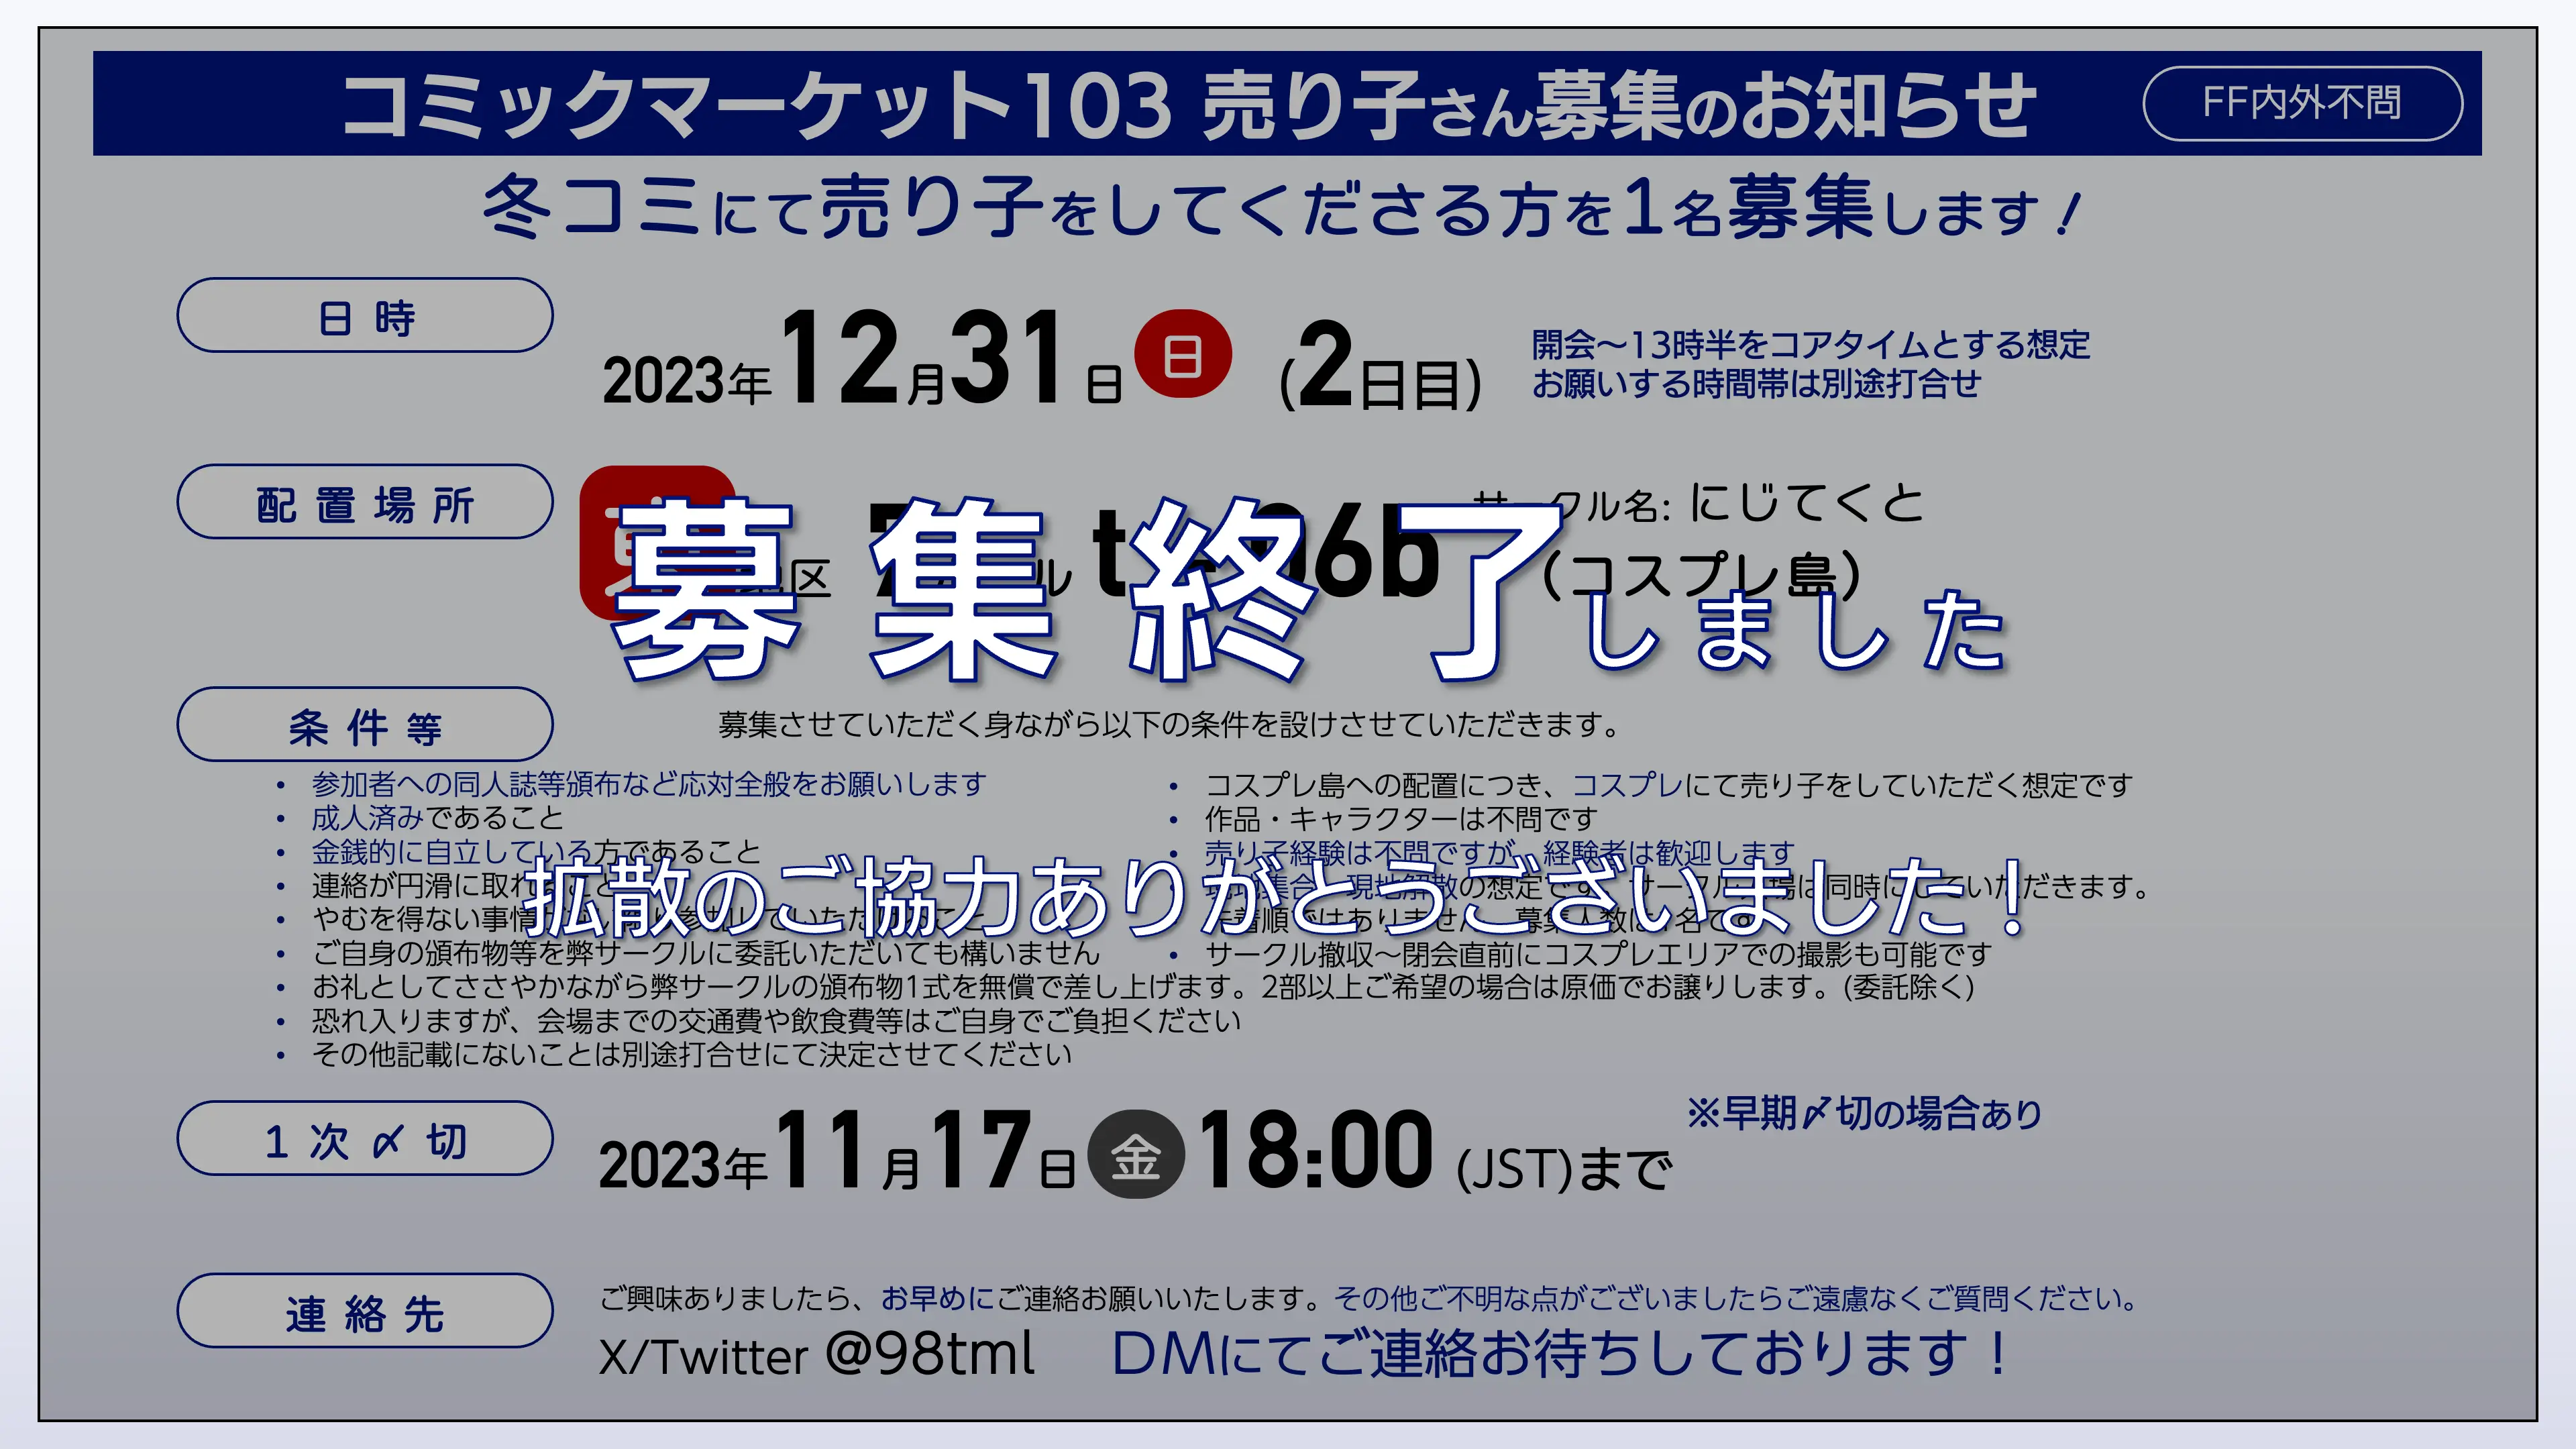 コミックマーケット103 売り子さん募集のお知らせ
FF内外不問
冬コミにて売り子をしてくださる方を1名募集します！
日時
2023年12月31日 日 (2日目)
開会～13時半をコアタイムとする想定
お願いする時間帯は別途打合せ
配置場所
区 ル 06b
サークル名: にじてくと
(コスプレ島)
募集終了しました
条件等
募集させていただく身ながら以下の条件を設けさせていただきます。
• 参加者への同人誌等頒布など応対全般をお願いします
• 成人済みであること
• 金銭的に自立している方であること
• 連絡が円滑に取れること
• やむを得ない事情
• ご自身の頒布物等を弊サークルに委託いただいても構いません
• お礼としてささやかながら弊サークルの頒布物1式を無償で差し上げます。2部以上ご希望の場合は原価でお譲りします。(委託除く)
• 恐れ入りますが、会場までの交通費や飲食費等はご自身でご負担ください
• その他記載にないことは別途打合せにて決定させてください
• コスプレ島への配置につき、コスプレにて売り子をしていただく想定です
• 作品・キャラクターは不問です
• 売り子経験は不問ですが、経験者は歓迎します
現地集合 現地解散の想定です サークル入場は同時にしていただきます。
先着順ではありません 募集人数は1名です
• サークル撤収～閉会直前にコスプレエリアでの撮影も可能です
拡散のご協力ありがとうございました！
1次〆切
2023年11月17日 金 18:00 (JST)まで
※早期〆切の場合あり
連絡先
ご興味ありましたら、お早めにご連絡お願いいたします。その他ご不明な点がございましたらご遠慮なくご質問ください。
X/Twitter @98tml DMにてご連絡お待ちしております！